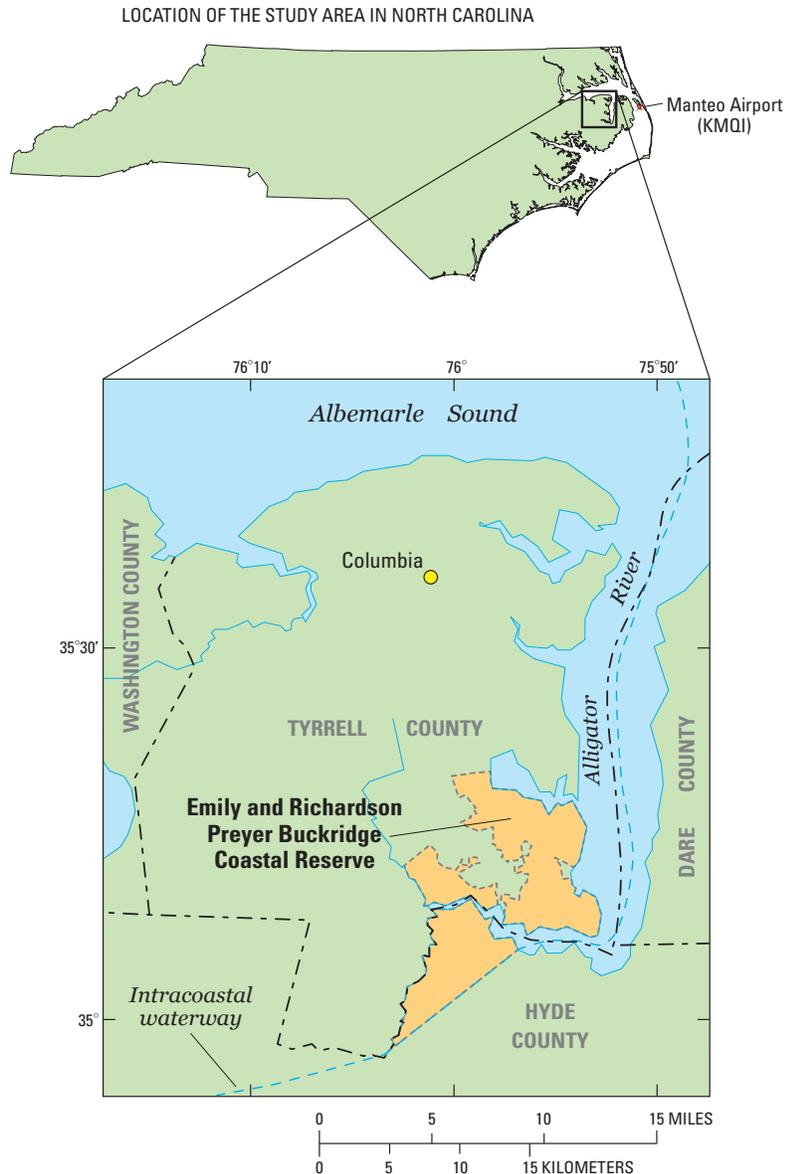 LOCATION OF THE STUDY AREA IN NORTH CAROLINA
Manteo Airport
(KMQI)
76°10'
76°
75°50'
Albemarle Sound
Columbia
River
WASHINGTON COUNTY
35°30'
TYRRELL COUNTY
Alligator
DARE COUNTY
Emily and Richardson
Preyer Buckridge
Coastal Reserve
Intracoastal
waterway
35°
HYDE
COUNTY
0 5 10 15 MILES
0 5 10 15 KILOMETERS